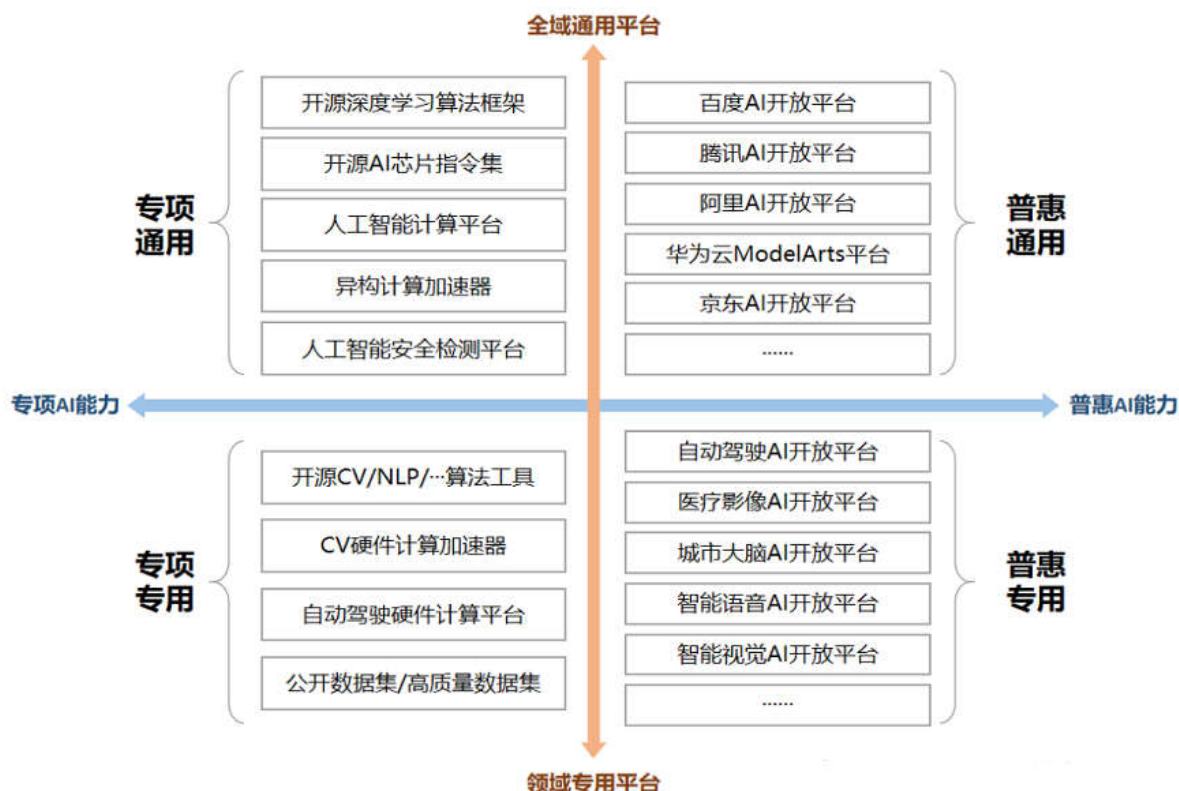 全域通用平台
专项
通用
开源深度学习算法框架
开源AI芯片指令集
人工智能计算平台
异构计算加速器
人工智能安全检测平台
百度AI开放平台
腾讯AI开放平台
阿里AI开放平台
华为云ModelArts平台
京东AI开放平台
······
普惠
通用
专项AI能力
普惠AI能力
专项
专用
开源CV/NLP/···算法工具
CV硬件计算加速器
自动驾驶硬件计算平台
公开数据集/高质量数据集
自动驾驶AI开放平台
医疗影像AI开放平台
城市大脑AI开放平台
智能语音AI开放平台
智能视觉AI开放平台
······
普惠
专用
领域专用平台